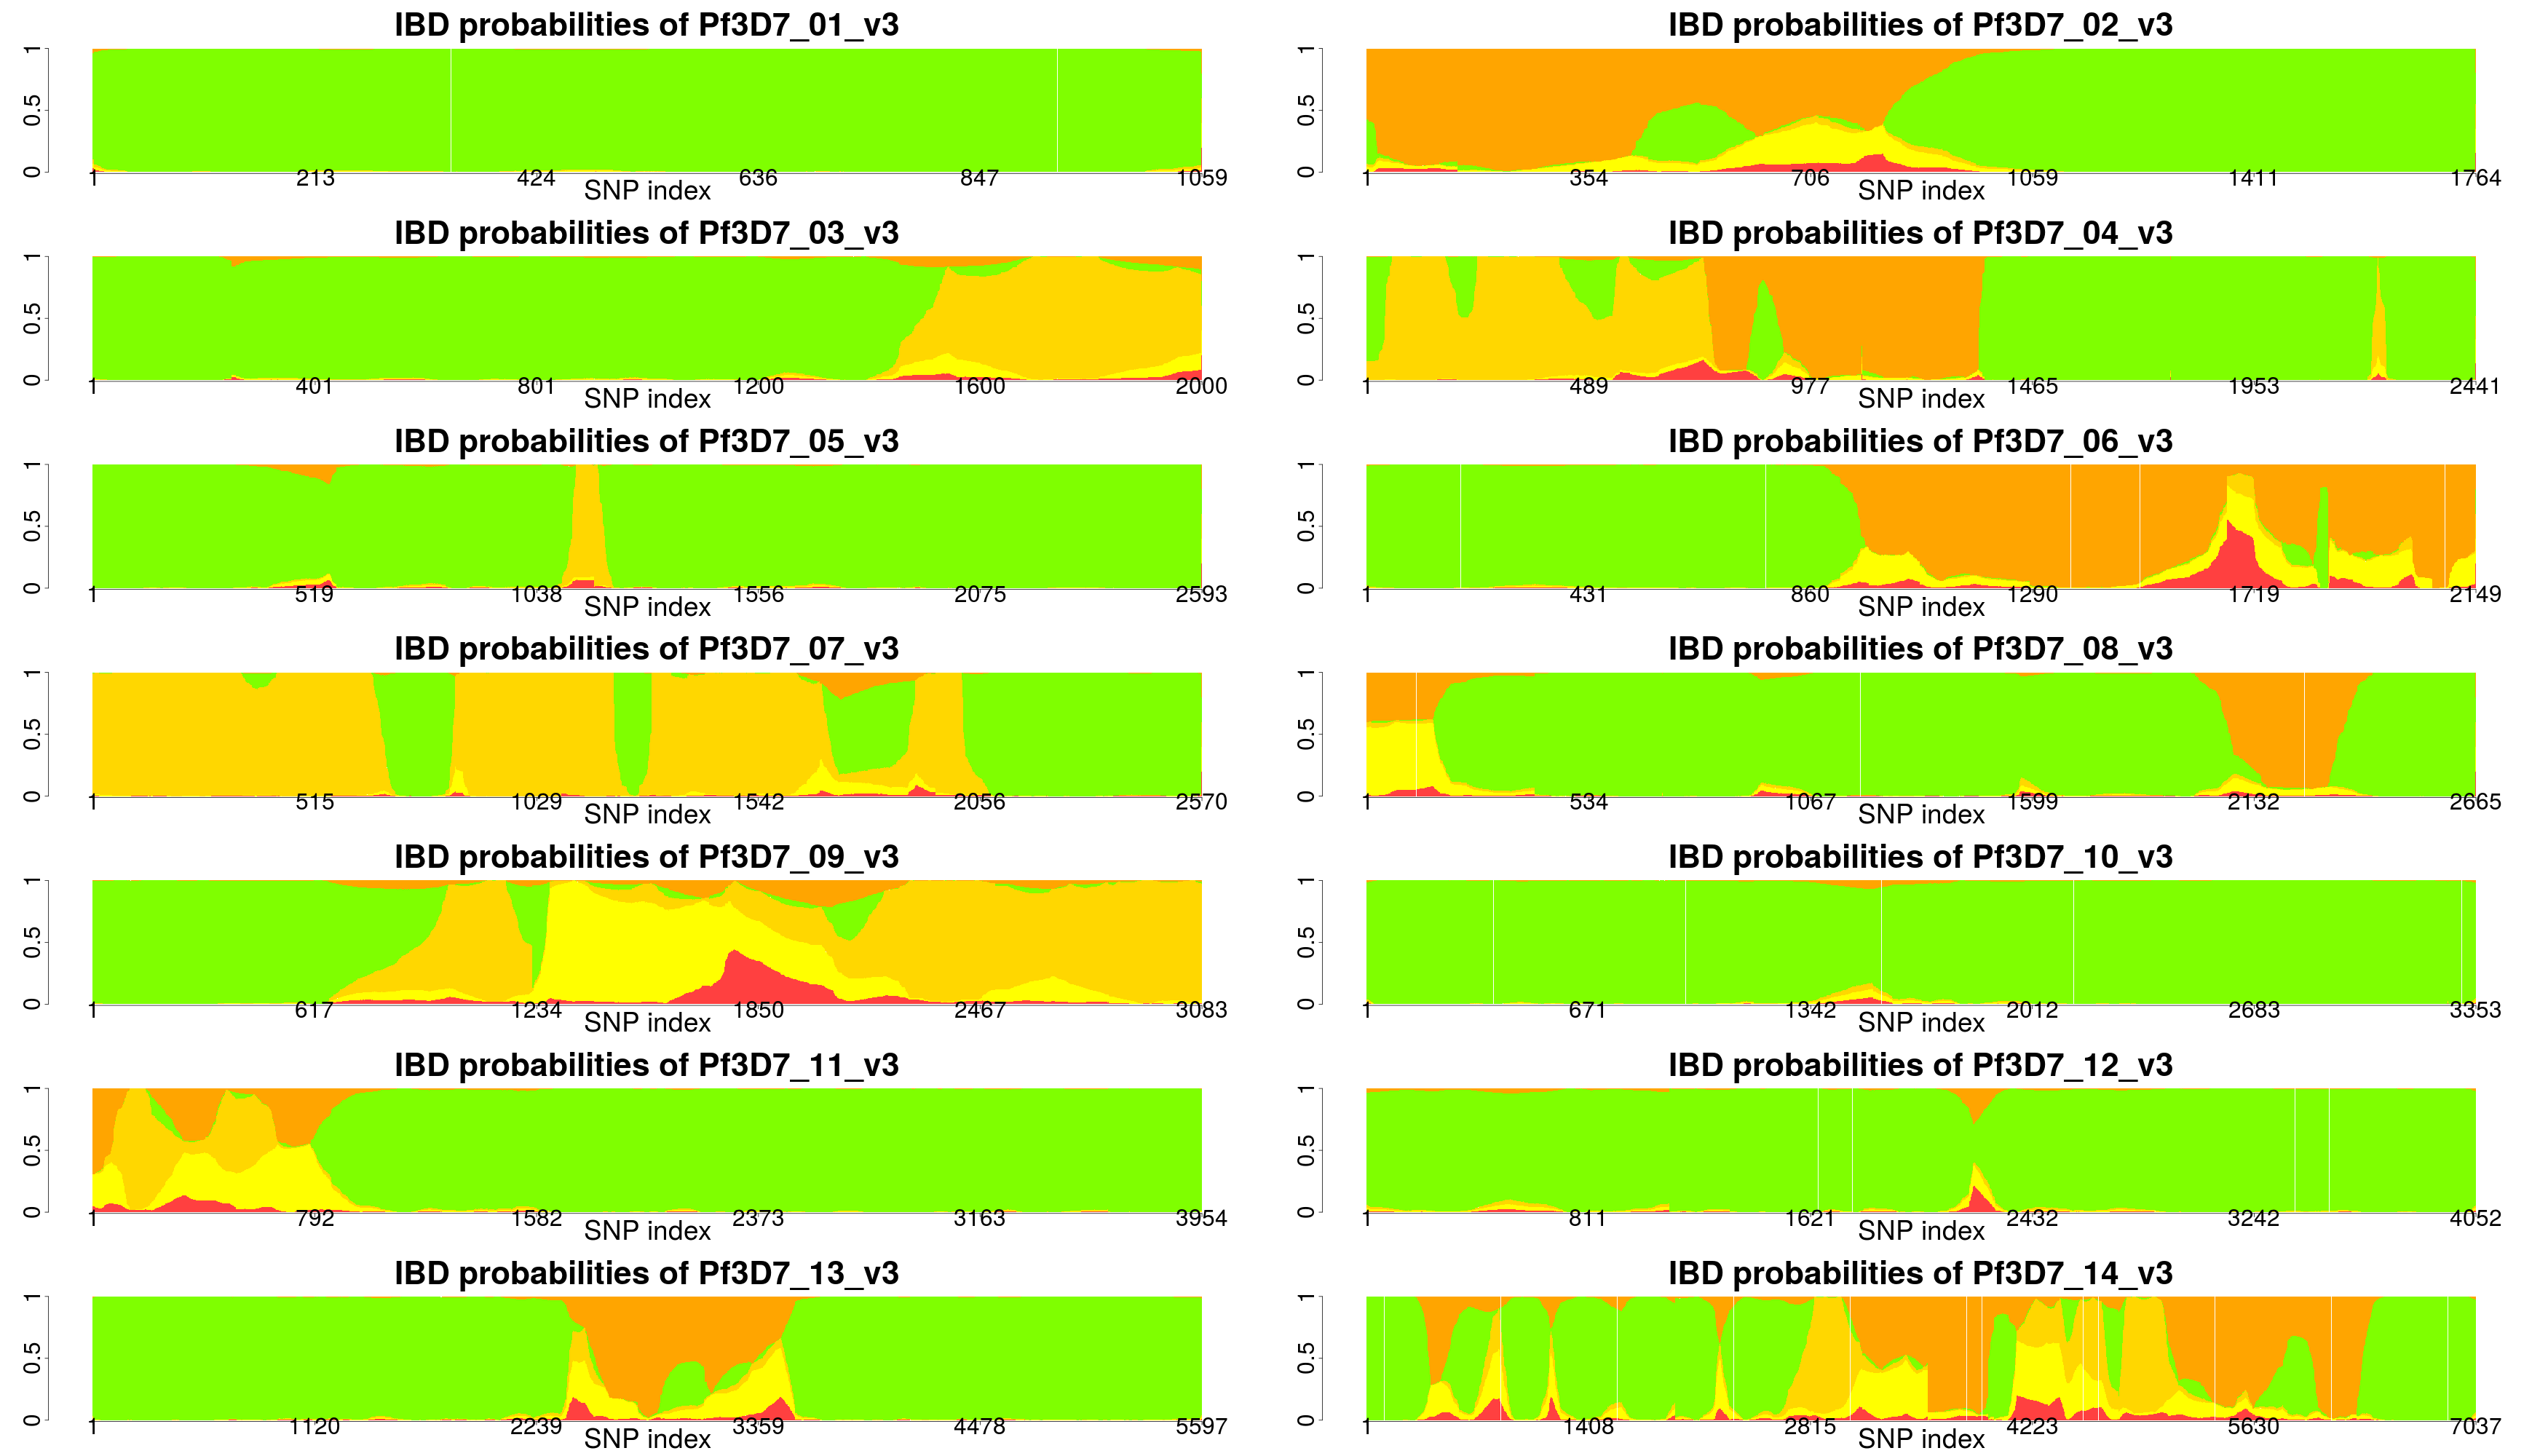 IBD probabilities of Pf3D7_01_v3
0 0.5 1
1 213 424 636 847 1059
SNP index
IBD probabilities of Pf3D7_02_v3
0 0.5 1
1 354 706 1059 1411 1764
SNP index
IBD probabilities of Pf3D7_03_v3
0 0.5 1
1 401 801 1200 1600 2000
SNP index
IBD probabilities of Pf3D7_04_v3
0 0.5 1
1 489 977 1465 1953 2441
SNP index
IBD probabilities of Pf3D7_05_v3
0 0.5 1
1 519 1038 1556 2075 2593
SNP index
IBD probabilities of Pf3D7_06_v3
0 0.5 1
1 431 860 1290 1719 2149
SNP index
IBD probabilities of Pf3D7_07_v3
0 0.5 1
1 515 1029 1542 2056 2570
SNP index
IBD probabilities of Pf3D7_08_v3
0 0.5 1
1 534 1067 1599 2132 2665
SNP index
IBD probabilities of Pf3D7_09_v3
0 0.5 1
1 617 1234 1850 2467 3083
SNP index
IBD probabilities of Pf3D7_10_v3
0 0.5 1
1 671 1342 2012 2683 3353
SNP index
IBD probabilities of Pf3D7_11_v3
0 0.5 1
1 792 1582 2373 3163 3954
SNP index
IBD probabilities of Pf3D7_12_v3
0 0.5 1
1 811 1621 2432 3242 4052
SNP index
IBD probabilities of Pf3D7_13_v3
0 0.5 1
1 1120 2239 3359 4478 5597
SNP index
IBD probabilities of Pf3D7_14_v3
0 0.5 1
1 1408 2815 4223 5630 7037
SNP index